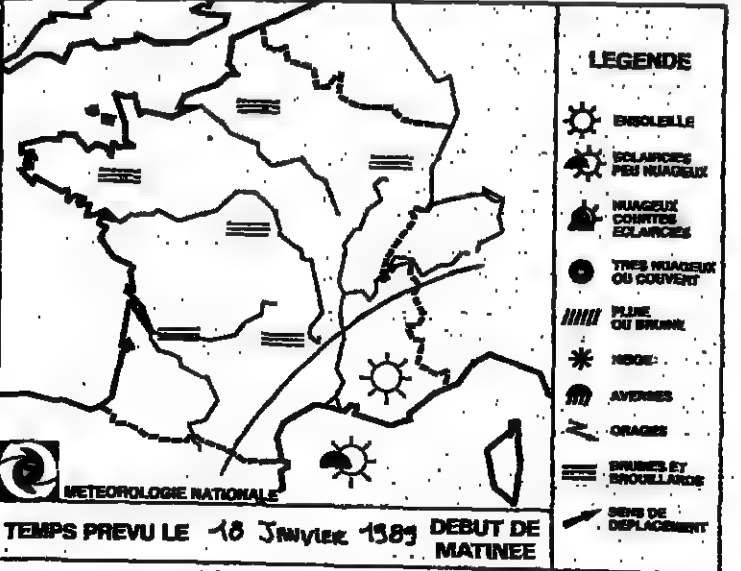 LEGENDE
ENSOLEILLE
ECLAIRCIES
PEU NUAGEUX
NUAGEUX
COURTES
ECLAIRCIES
TRES NUAGEUX
OU COUVERT
PLUIE
OU BRUINE
NEIGE
AVERSES
ORAGES
BRUMES ET
BROUILLARDS
SENS DE
DEPLACEMENT
METEOROLOGIE NATIONALE
TEMPS PREVU LE 18 JANVIER 1989 DEBUT DE
MATINEE